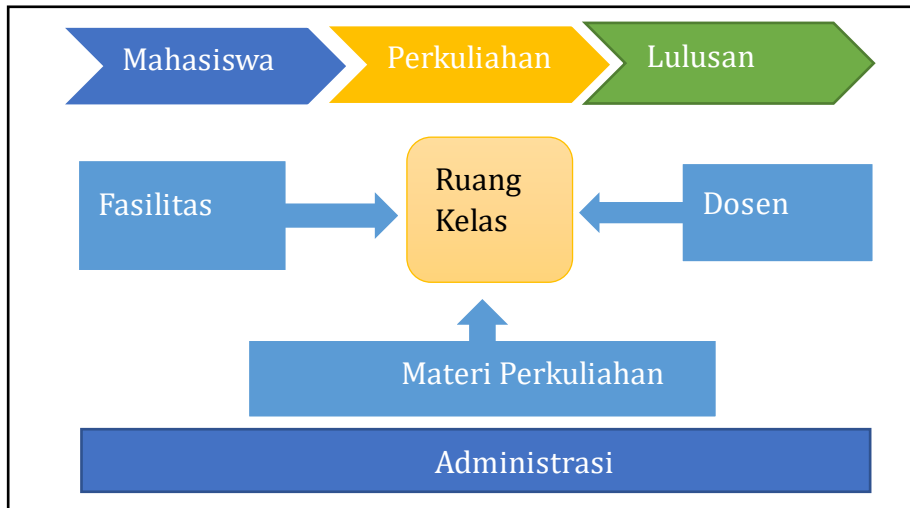 Mahasiswa
Perkuliahan
Lulusan
Fasilitas
Ruang
Kelas
Dosen
Materi Perkuliahan
Administrasi